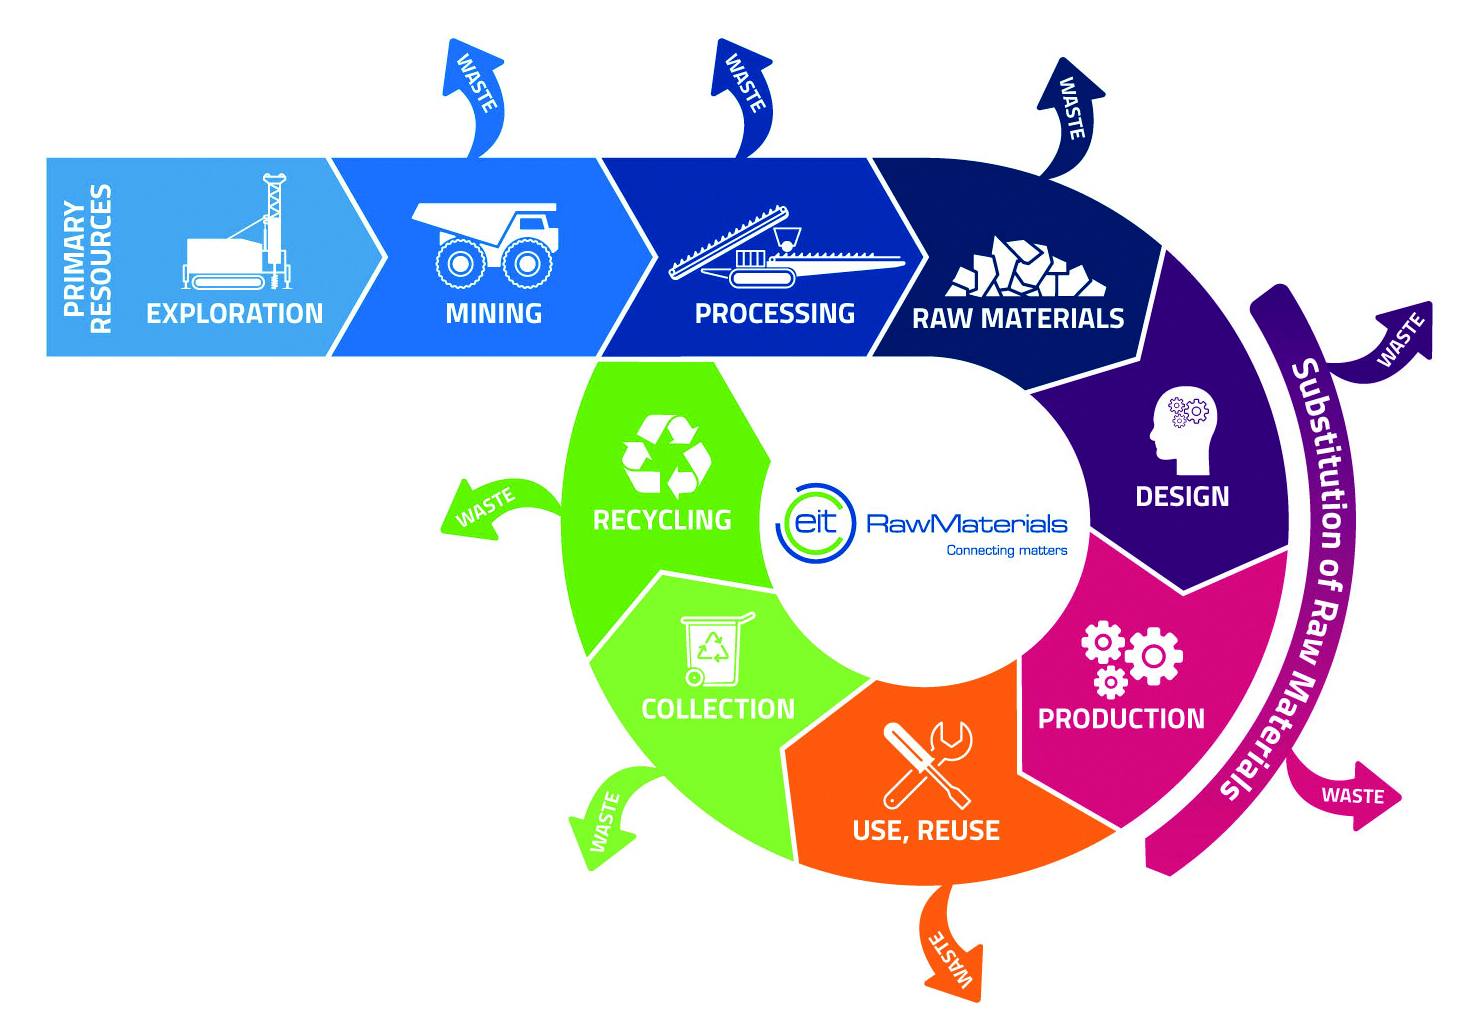 WASTE
WASTE
WASTE
PRIMARY
RESOURCES
EXPLORATION
MINING
PROCESSING
RAW MATERIALS
WASTE
DESIGN
Substitution of Raw Materials
PRODUCTION
WASTE
USE, REUSE
WASTE
COLLECTION
WASTE
RECYCLING
WASTE
eit RawMaterials
Connecting matters